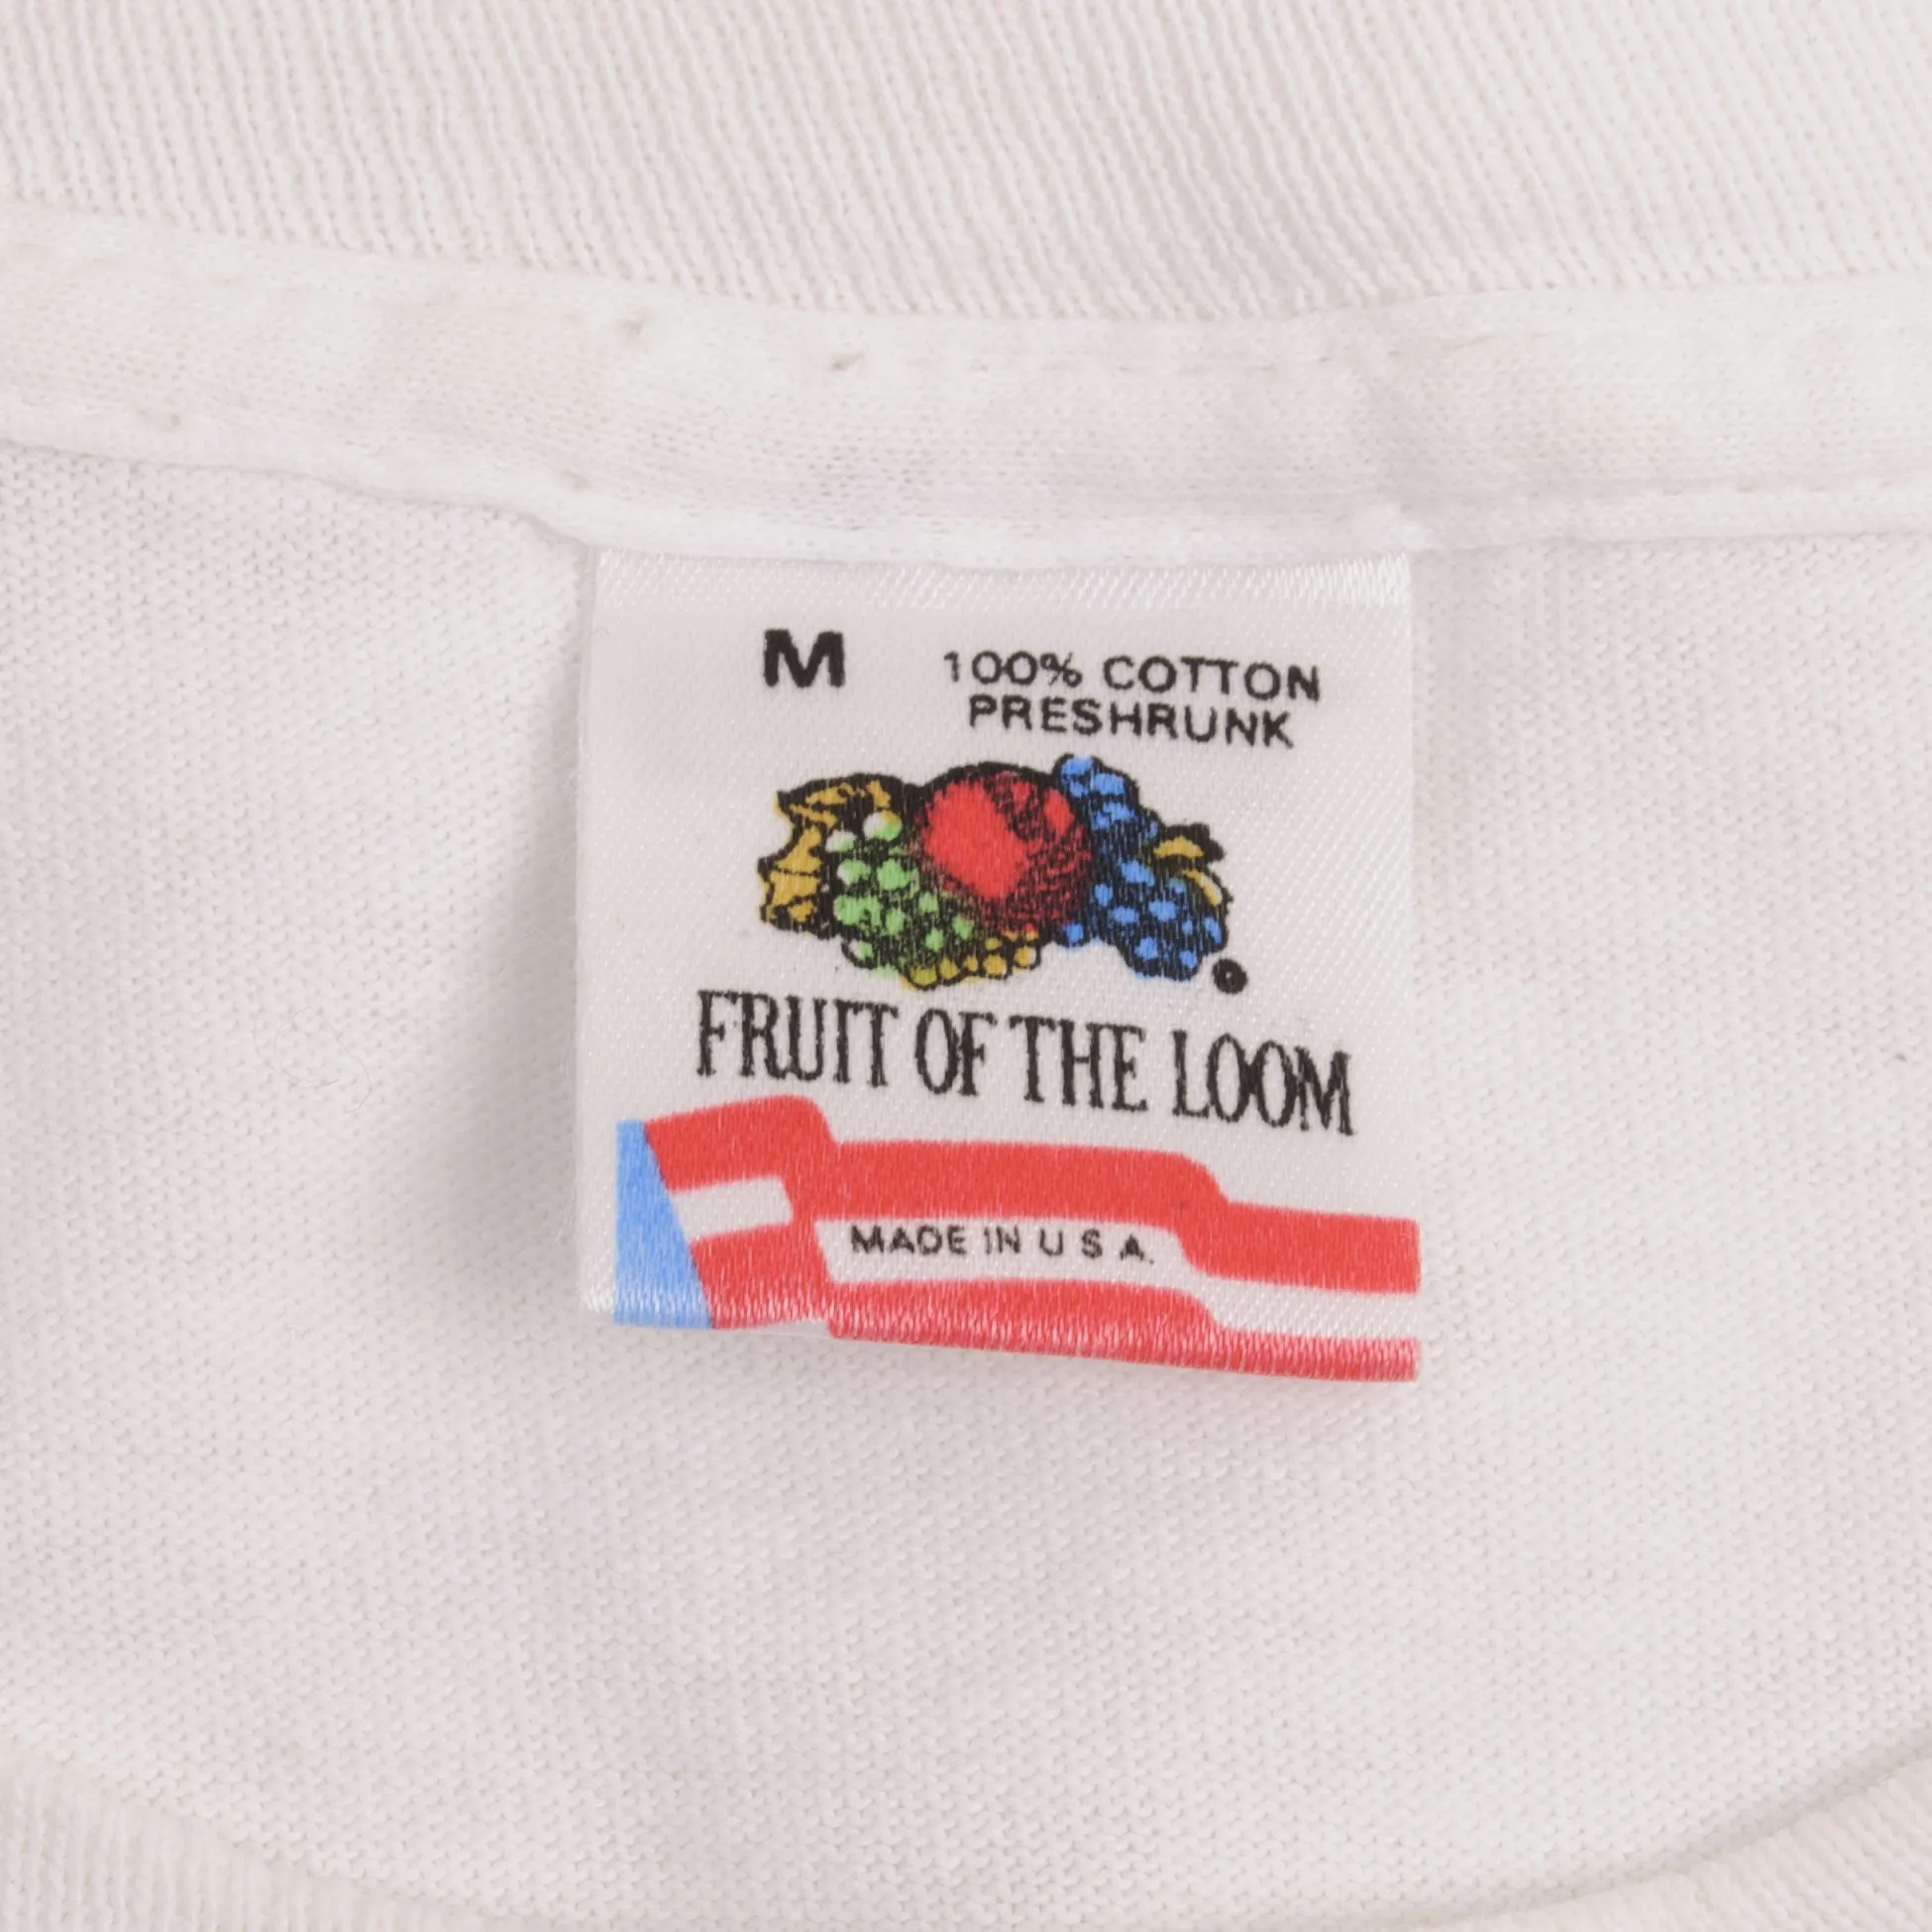 M
100% COTTON
PRESHRUNK
FRUIT OF THE LOOM
MADE IN U S A.